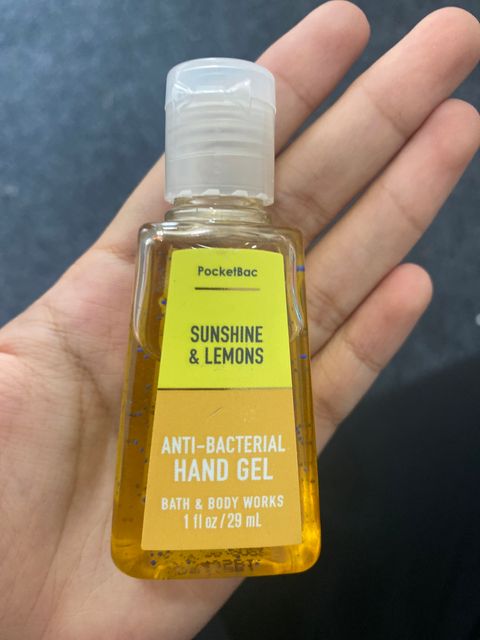 PocketBac
SUNSHINE
& LEMONS
ANTI-BACTERIAL
HAND GEL
BATH & BODY WORKS
1 fl oz / 29 mL